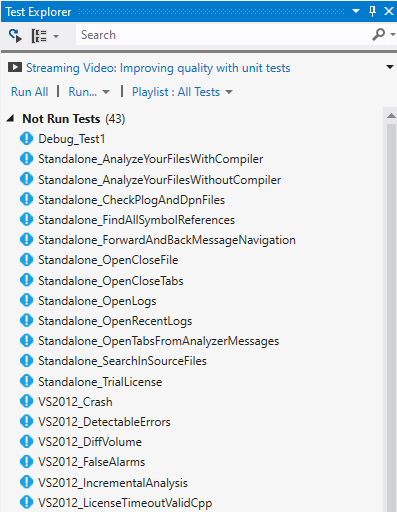 Test Explorer
Search
Streaming Video: Improving quality with unit tests
Run All | Run... | Playlist : All Tests
Not Run Tests (43)
Debug_Test1
Standalone_AnalyzeYourFilesWithCompiler
Standalone_AnalyzeYourFilesWithoutCompiler
Standalone_CheckPlogAndDpnFiles
Standalone_FindAllSymbolReferences
Standalone_ForwardAndBackMessageNavigation
Standalone_OpenCloseFile
Standalone_OpenCloseTabs
Standalone_OpenLogs
Standalone_OpenRecentLogs
Standalone_OpenTabsFromAnalyzerMessages
Standalone_SearchInSourceFiles
Standalone_TrialLicense
VS2012_Crash
VS2012_DetectableErrors
VS2012_DiffVolume
VS2012_FalseAlarms
VS2012_IncrementalAnalysis
VS2012_LicenseTimeoutValidCpp